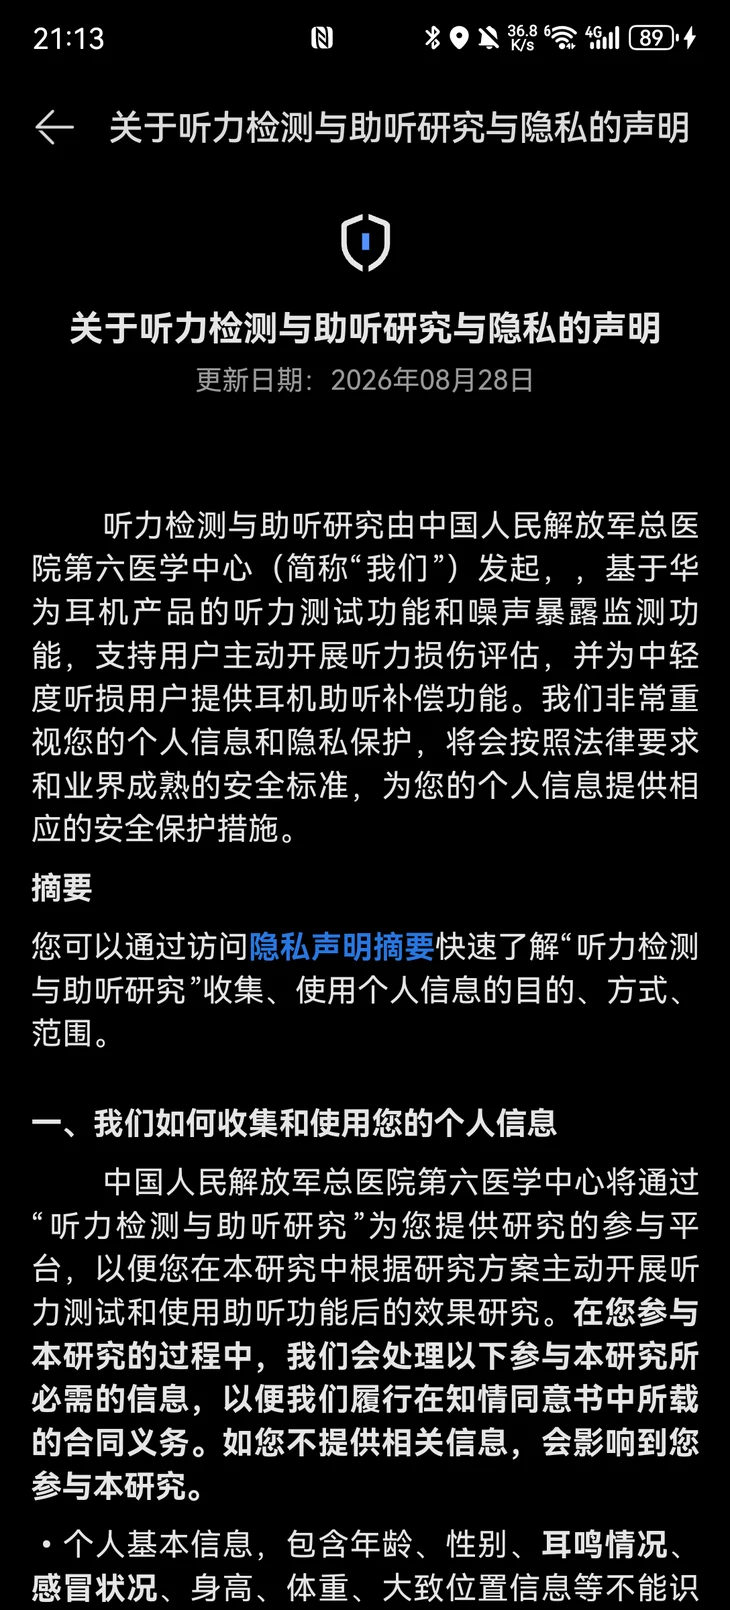 21:13
36.8
K/s
6
4G
89
关于听力检测与助听研究与隐私的声明
关于听力检测与助听研究与隐私的声明
更新日期：2026年08月28日
听力检测与助听研究由中国人民解放军总医
院第六医学中心（简称“我们”）发起，，基于华
为耳机产品的听力测试功能和噪声暴露监测功
能，支持用户主动开展听力损伤评估，并为中轻
度听损用户提供耳机助听补偿功能。我们非常重
视您的个人信息和隐私保护，将会按照法律要求
和业界成熟的安全标准，为您的个人信息提供相
应的安全保护措施。
摘要
您可以通过访问隐私声明摘要快速了解“听力检测
与助听研究”收集、使用个人信息的目的、方式、
范围。
一、我们如何收集和使用您的个人信息
中国人民解放军总医院第六医学中心将通过
“听力检测与助听研究”为您提供研究的参与平
台，以便您在本研究中根据研究方案主动开展听
力测试和使用助听功能后的效果研究。在您参与
本研究的过程中，我们会处理以下参与本研究所
必需的信息，以便我们履行在知情同意书中所载
的合同义务。如您不提供相关信息，会影响到您
参与本研究。
•个人基本信息，包含年龄、性别、耳鸣情况、
感冒状况、身高、体重、大致位置信息等不能识